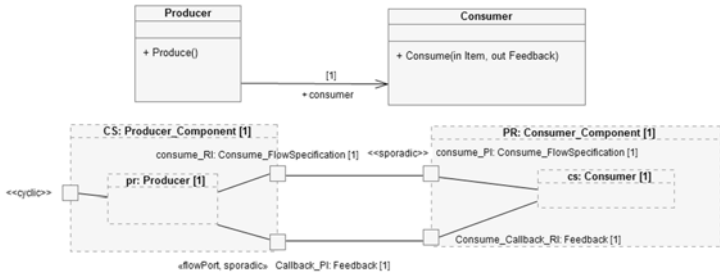 Producer
Consumer
+ Produce()
+ Consume(in Item, out Feedback)
[1]
+ consumer
CS: Producer_Component [1]
PR: Consumer_Component [1]
consume_RI: Consume_FlowSpecification [1]
<<sporadic>>
consume_PI: Consume_FlowSpecification [1]
<<cyclic>>
pr: Producer [1]
cs: Consumer [1]
Consume_Callback_RI: Feedback [1]
«flowPort, sporadic» Callback_PI: Feedback [1]